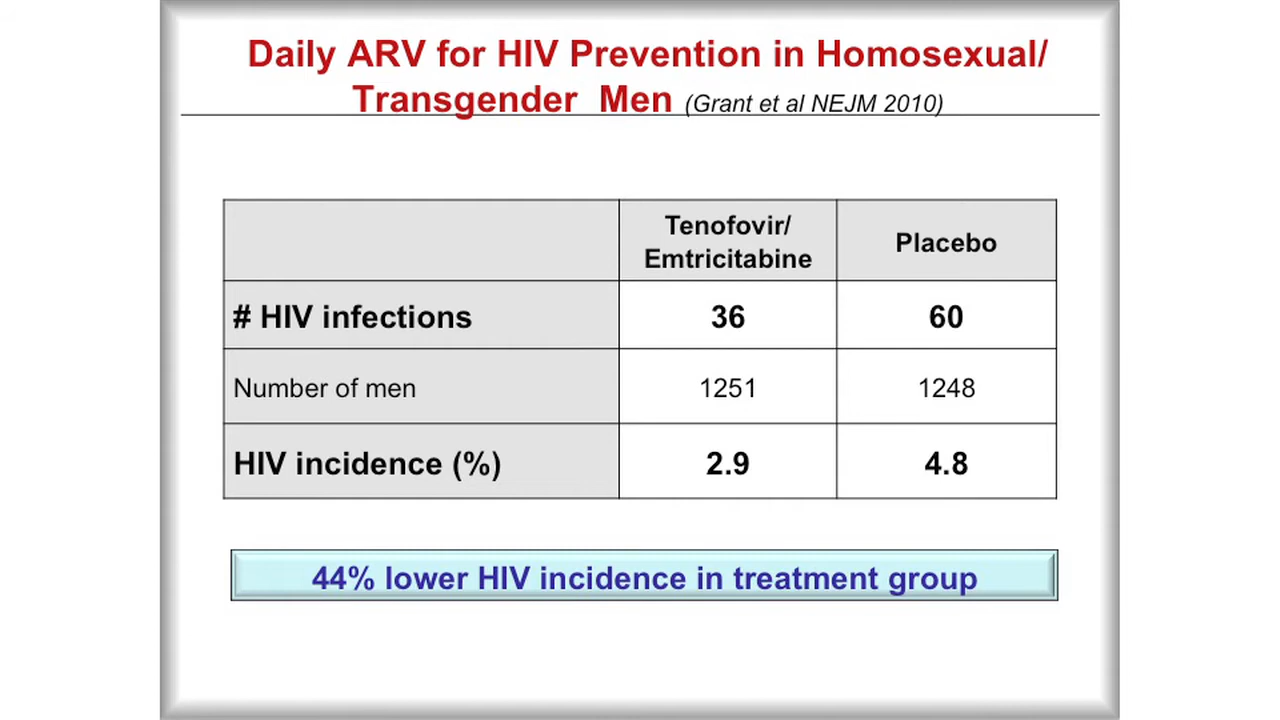 Daily ARV for HIV Prevention in Homosexual/
Transgender Men (Grant et al NEJM 2010)
Tenofovir/
Emtricitabine
Placebo
# HIV infections 36 60
Number of men 1251 1248
HIV incidence (%) 2.9 4.8
44% lower HIV incidence in treatment group